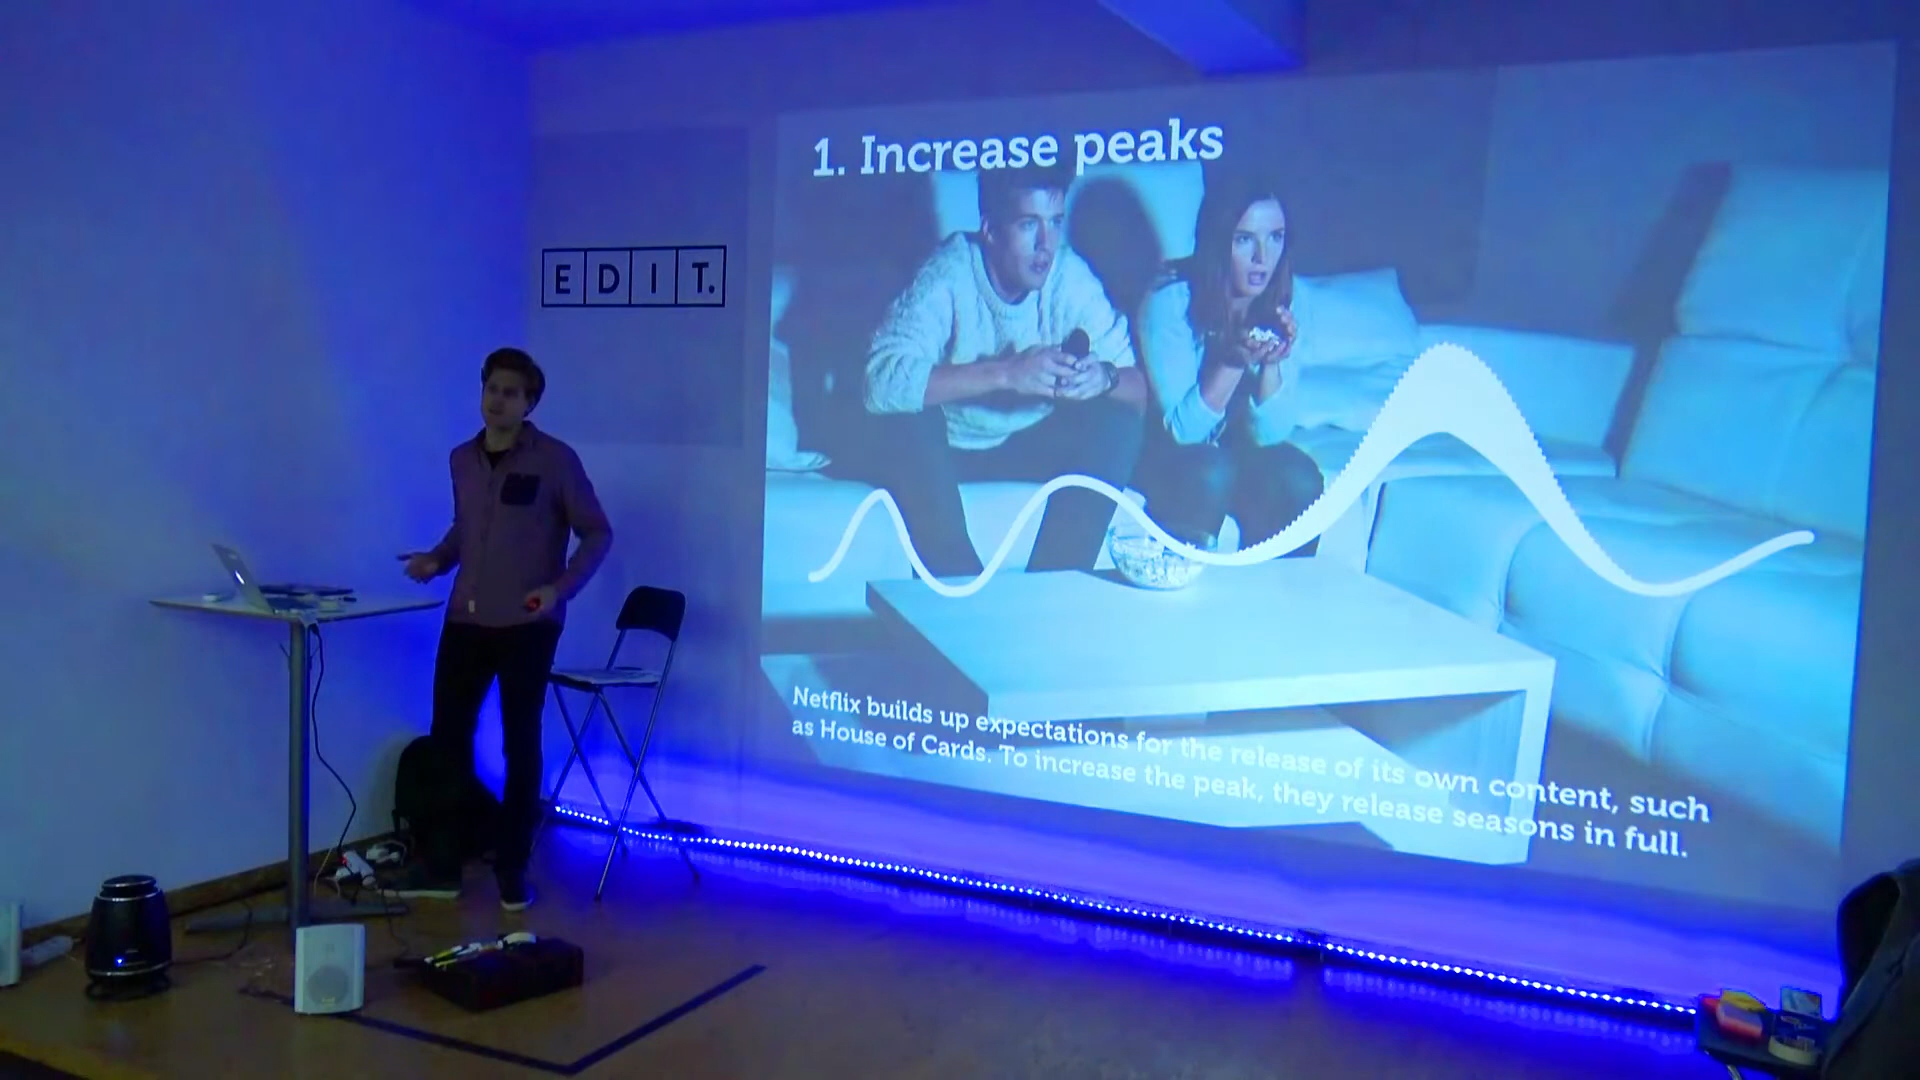 1. Increase peaks
EDIT.
Netflix builds up expectations for the release of its own content, such
as House of Cards. To increase the peak, they release seasons in full.